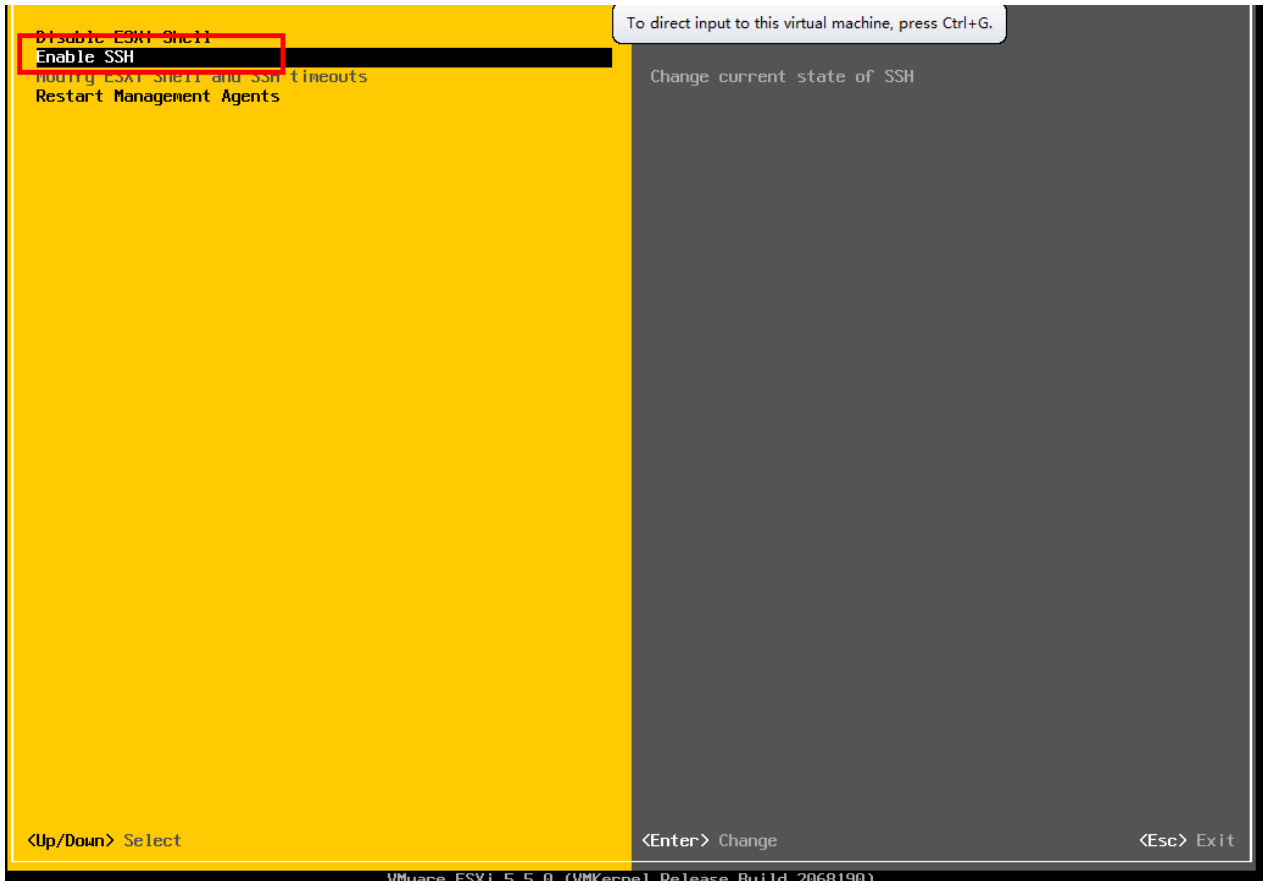 To direct input to this virtual machine, press Ctrl+G.
Disable ESXi Shell
Enable SSH
Modify ESXi Shell and SSH timeouts
Restart Management Agents
Change current state of SSH
<Up/Down> Select
<Enter> Change
<Esc> Exit
VMware ESXi 5.5.0 (VMKernel Release Build 2068190)